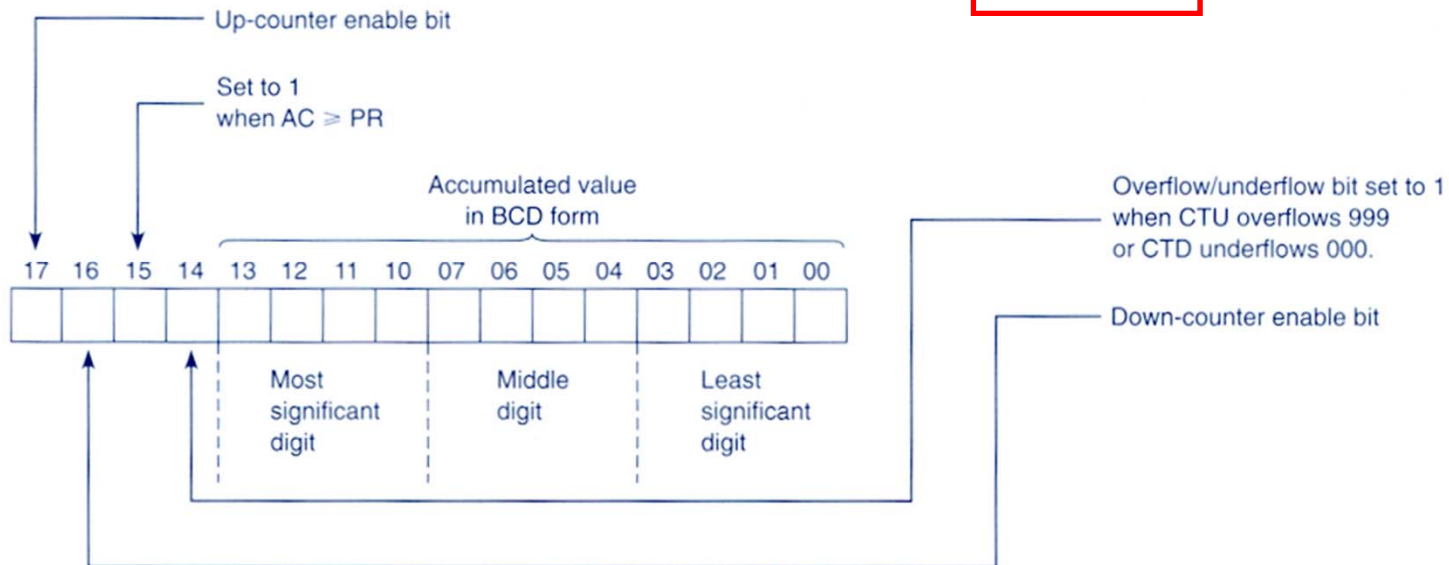 Up-counter enable bit
Set to 1
when AC ≥ PR
Accumulated value
in BCD form
Overflow/underflow bit set to 1
when CTU overflows 999
or CTD underflows 000.
17 16 15 14 13 12 11 10 07 06 05 04 03 02 01 00
Down-counter enable bit
Most
significant
digit
Middle
digit
Least
significant
digit